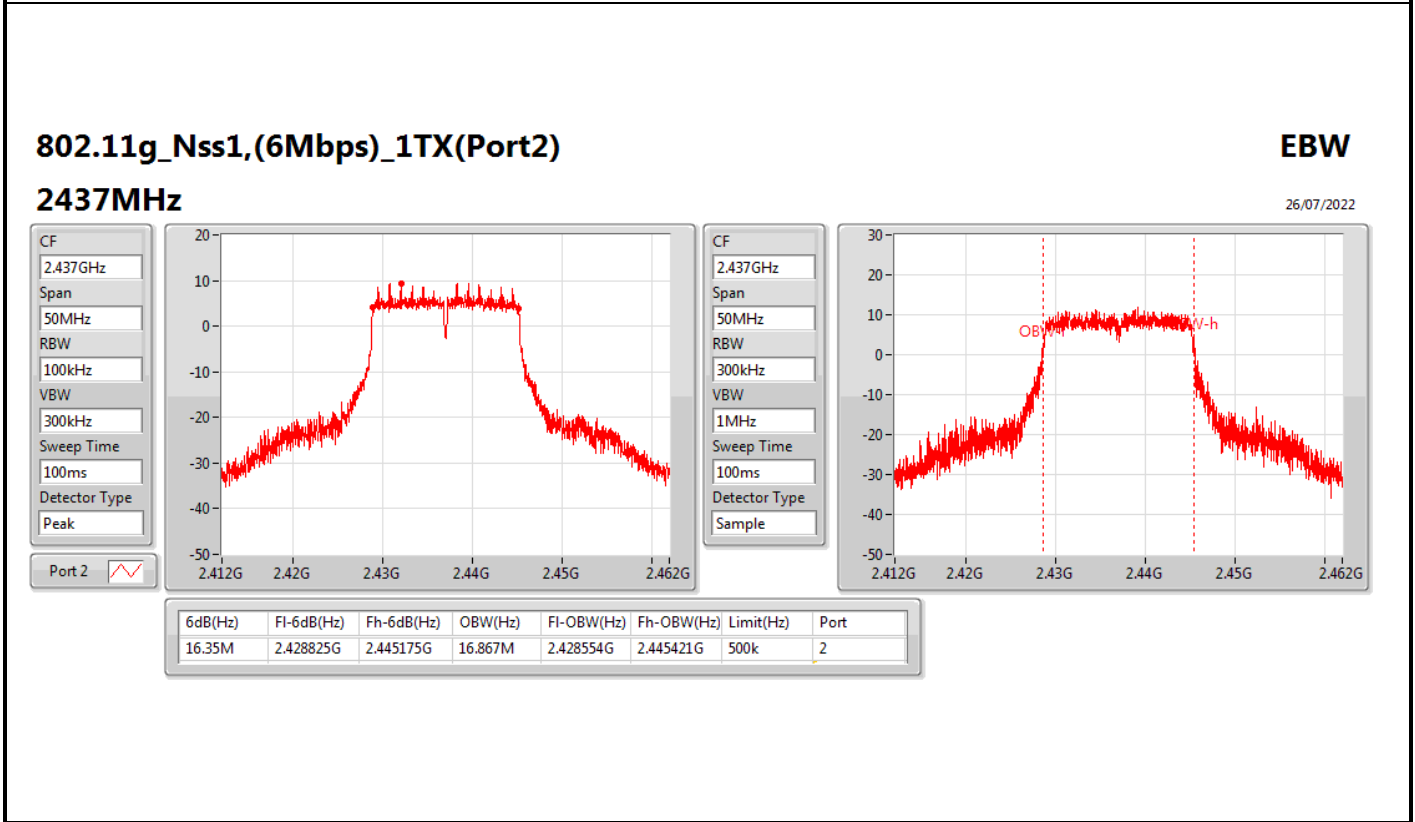 802.11g_Nss1,(6Mbps)_1TX(Port2)
EBW
2437MHz
26/07/2022
CF
2.437GHz
Span
50MHz
RBW
100kHz
VBW
300kHz
Sweep Time
100ms
Detector Type
Peak
Port 2
20
10
0
-10
-20
-30
-40
-50
2.412G 2.42G 2.43G 2.44G 2.45G 2.462G
CF
2.437GHz
Span
50MHz
RBW
300kHz
VBW
1MHz
Sweep Time
100ms
Detector Type
Sample
30
20
10
0
-10
-20
-30
-40
-50
2.412G 2.42G 2.43G 2.44G 2.45G 2.462G
6dB(Hz) Fl-6dB(Hz) Fh-6dB(Hz) OBW(Hz) Fl-OBW(Hz) Fh-OBW(Hz) Limit(Hz) Port
16.35M 2.428825G 2.445175G 16.867M 2.428554G 2.445421G 500k 2